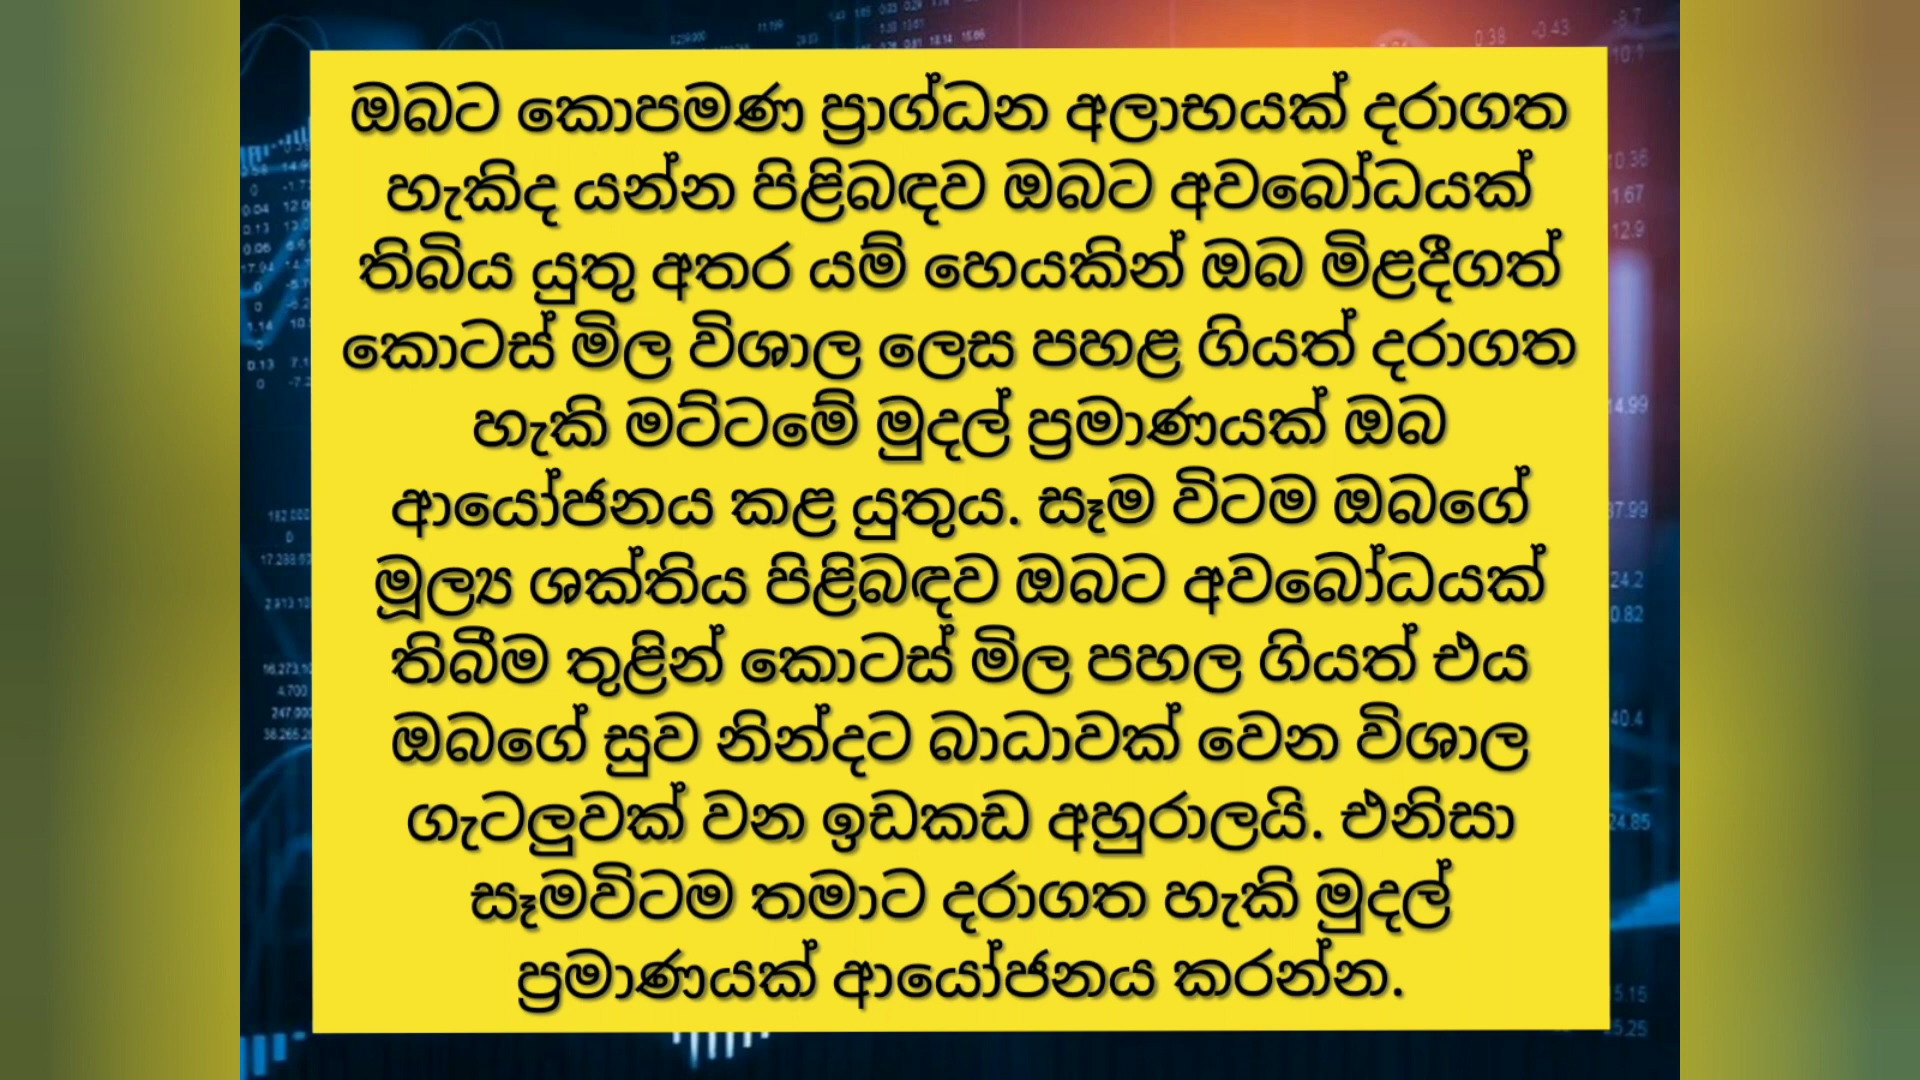 ඔබට කොපමණ ප්‍රාග්ධන අලාභයක් දරාගත
හැකිද යන්න පිළිබඳව ඔබට අවබෝධයක්
තිබිය යුතු අතර යම් හෙයකින් ඔබ මිළදීගත්
කොටස් මිල විශාල ලෙස පහළ ගියත් දරාගත
හැකි මට්ටමේ මුදල් ප්‍රමාණයක් ඔබ
ආයෝජනය කළ යුතුය. සෑම විටම ඔබගේ
මූල්‍ය ශක්තිය පිළිබඳව ඔබට අවබෝධයක්
තිබීම තුළින් කොටස් මිල පහල ගියත් එය
ඔබගේ සුව නින්දට බාධාවක් වෙන විශාල
ගැටලුවක් වන ඉඩකඩ අහුරාලයි. එනිසා
සෑමවිටම තමාට දරාගත හැකි මුදල්
ප්‍රමාණයක් ආයෝජනය කරන්න.